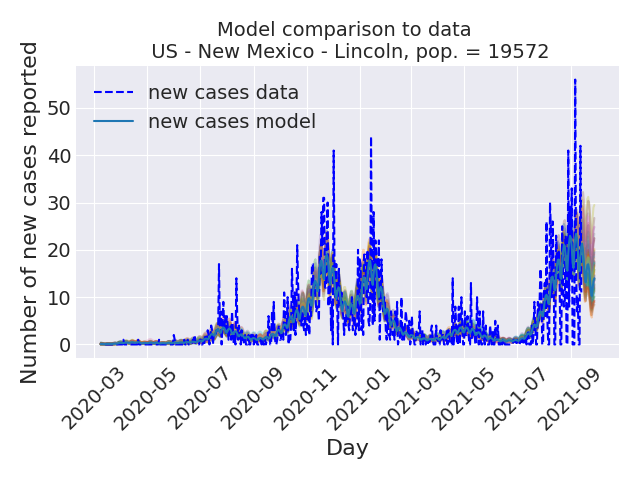 Model comparison to data
US - New Mexico - Lincoln, pop. = 19572
Number of new cases reported
50
40
30
20
10
0
new cases data
new cases model
2020-03
2020-05
2020-07
2020-09
2020-11
2021-01
2021-03
2021-05
2021-07
2021-09
Day